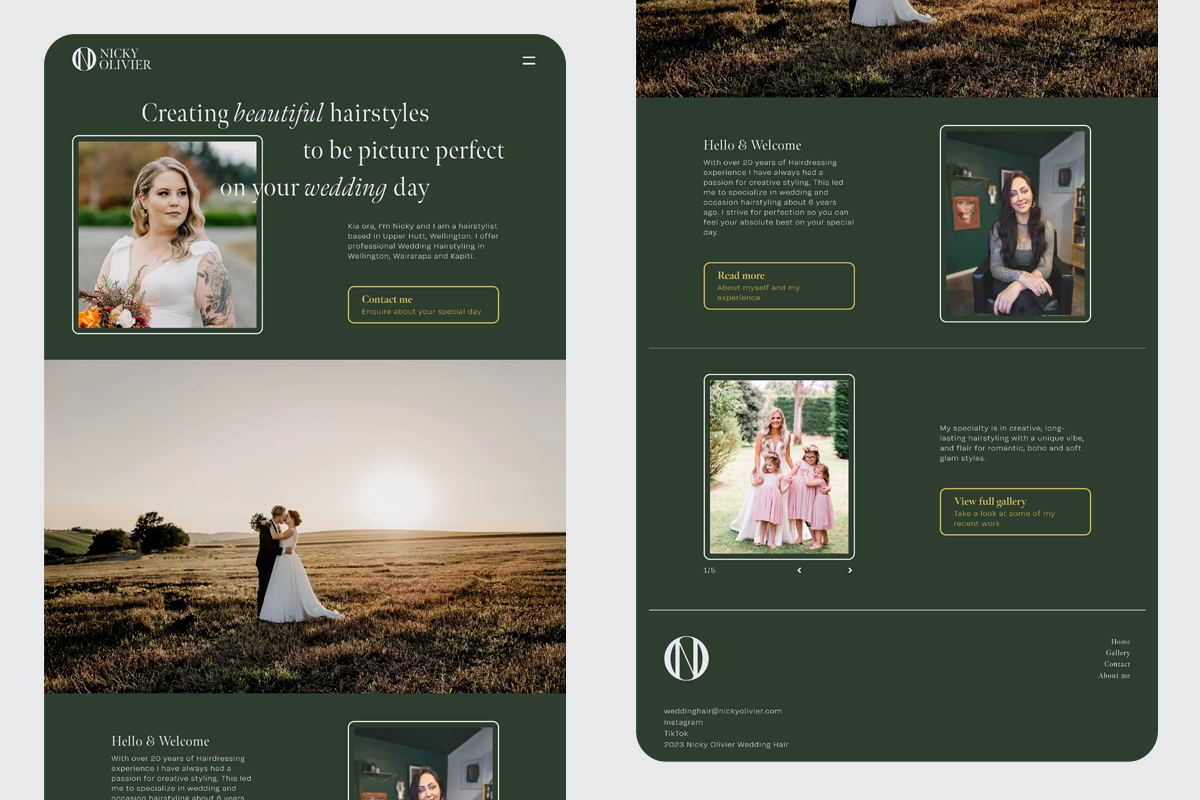 NICKY
OLIVIER
Creating beautiful hairstyles
to be picture perfect
on your wedding day
Kia ora, I'm Nicky and I am a hairstylist
based in Upper Hutt, Wellington. I offer
professional Wedding Hairstyling in
Wellington, Wairarapa and Kapiti.
Contact me
Enquire about your special day
Hello & Welcome
With over 20 years of Hairdressing
experience I have always had a
passion for creative styling. This led
me to specialize in wedding and
occasion hairstyling about 6 years
Hello & Welcome
With over 20 years of Hairdressing
experience I have always had a
passion for creative styling. This led
me to specialize in wedding and
occasion hairstyling about 6 years
ago. I strive for perfection so you can
feel your absolute best on your special
day.
Read more
About myself and my
experience
My specialty is in creative, long-
lasting hairstyling with a unique vibe,
and flair for romantic, boho and soft
glam styles.
View full gallery
Take a look at some of my
recent work
1/5
Home
Gallery
Contact
About me
weddinghair@nickyolivier.com
Instagram
TikTok
2023 Nicky Olivier Wedding Hair